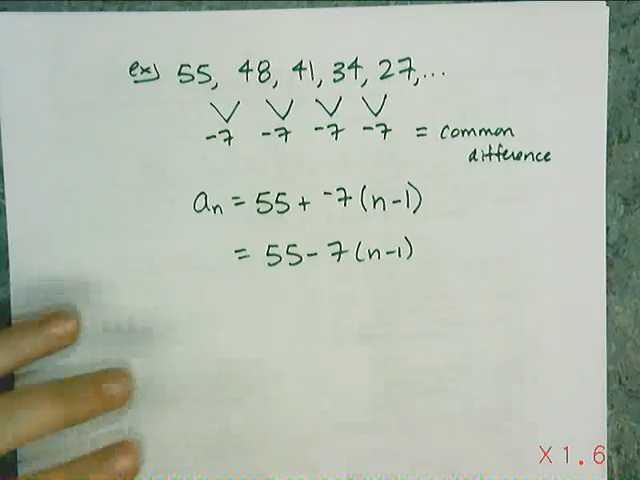 ex) 55, 48, 41, 34, 27,...
-7 -7 -7 -7 = common
difference
an = 55 + -7(n-1)
= 55-7(n-1)
X1.6